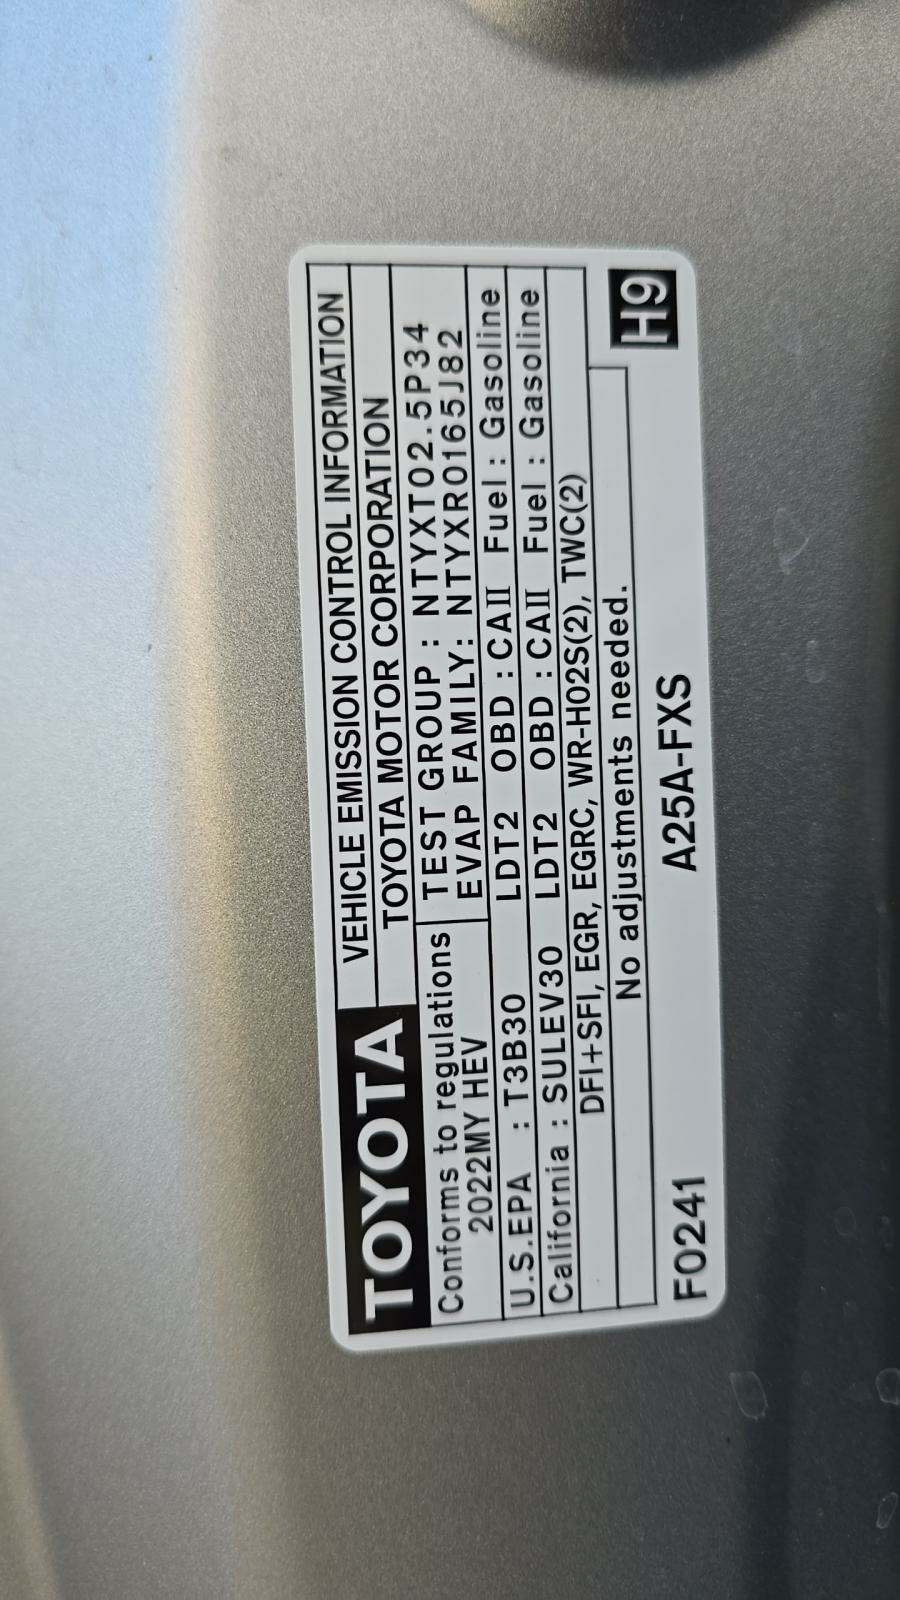 TOYOTA
VEHICLE EMISSION CONTROL INFORMATION
TOYOTA MOTOR CORPORATION
Conforms to regulations
2022MY HEV
TEST GROUP : NTYXT02.5P34
EVAP FAMILY: NTYXR0165J82
U.S.EPA : T3B30 LDT2 OBD : CAII Fuel : Gasoline
California : SULEV30 LDT2 OBD : CAII Fuel : Gasoline
DFI+SFI, EGR, EGRC, WR-HO2S(2), TWC(2)
No adjustments needed.
H9
F0241 A25A-FXS